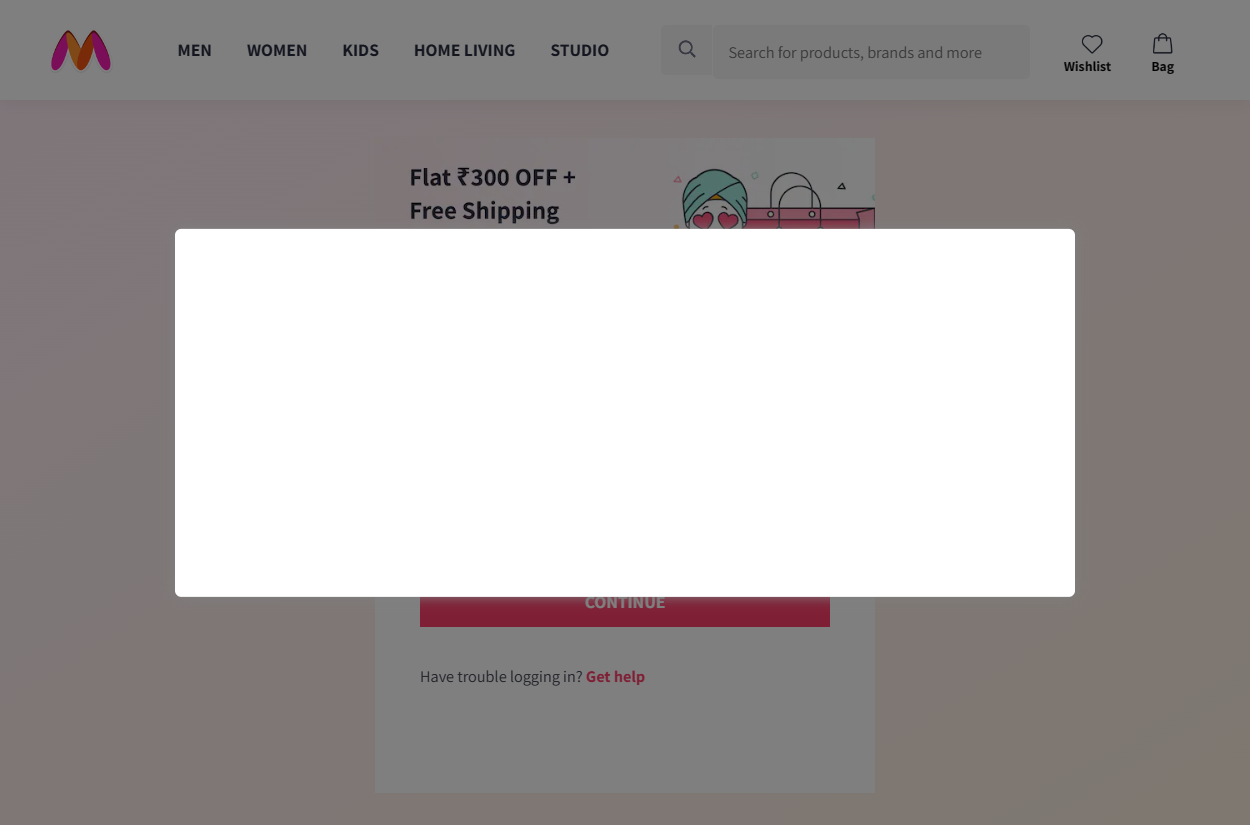 MEN WOMEN KIDS HOME LIVING STUDIO Search for products, brands and more Wishlist Bag
Flat ₹300 OFF +
Free Shipping
CONTINUE
Have trouble logging in? Get help